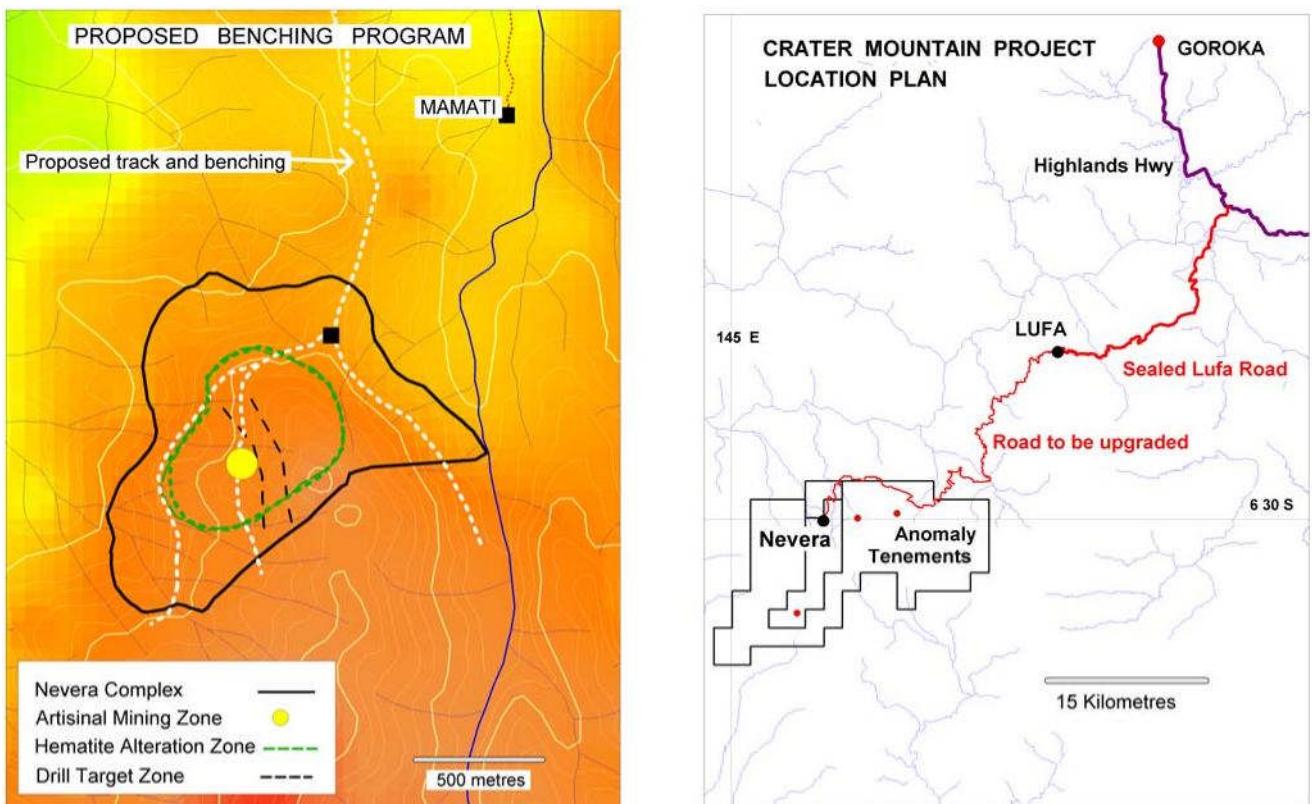 PROPOSED BENCHING PROGRAM
MAMATI
Proposed track and benching
Nevera Complex
Artisinal Mining Zone
Hematite Alteration Zone
Drill Target Zone
500 metres
CRATER MOUNTAIN PROJECT
LOCATION PLAN
GOROKA
Highlands Hwy
145 E
LUFA
Sealed Lufa Road
Road to be upgraded
6 30 S
Nevera
Anomaly
Tenements
15 Kilometres